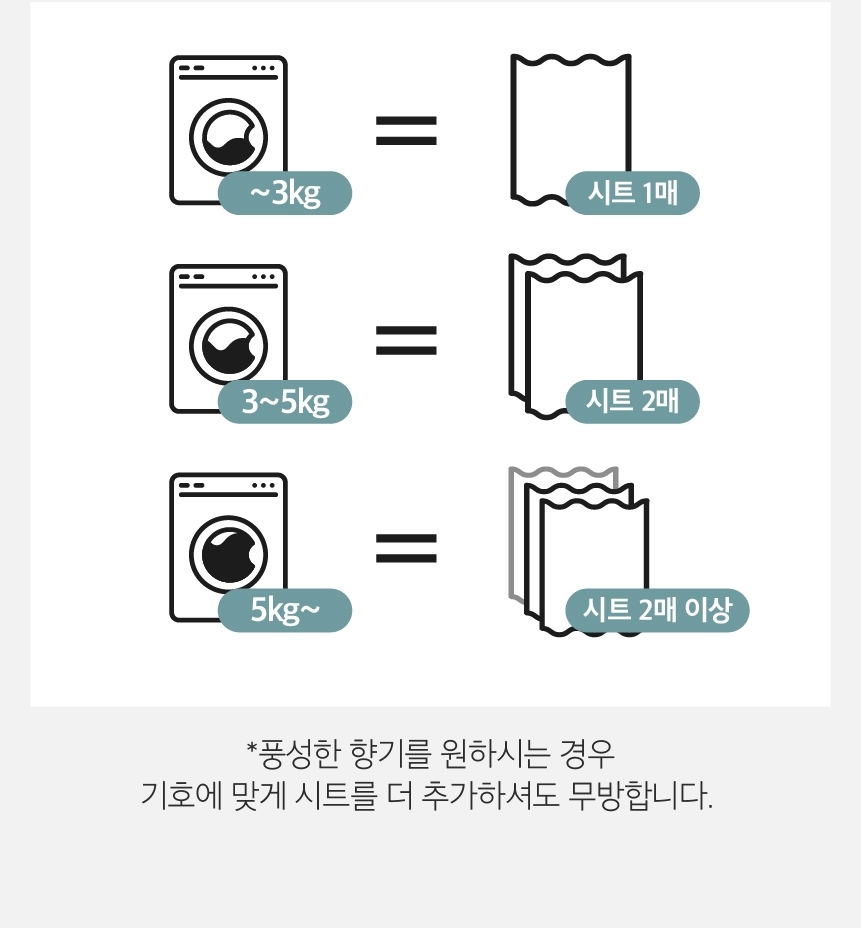 ~3kg
시트 1매
3~5kg
시트 2매
5kg~
시트 2매 이상
*풍성한 향기를 원하시는 경우
기호에 맞게 시트를 더 추가하셔도 무방합니다.